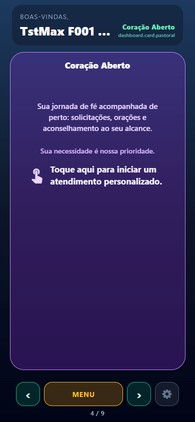 BOAS-VINDAS,
TstMax F001 ...
Coração Aberto
dashboard.card.pastoral
Coração Aberto
Sua jornada de fé acompanhada de
perto: solicitações, orações e
aconselhamento ao seu alcance.
Sua necessidade é nossa prioridade.
Toque aqui para iniciar um
atendimento personalizado.
‹ MENU ›
4 / 9